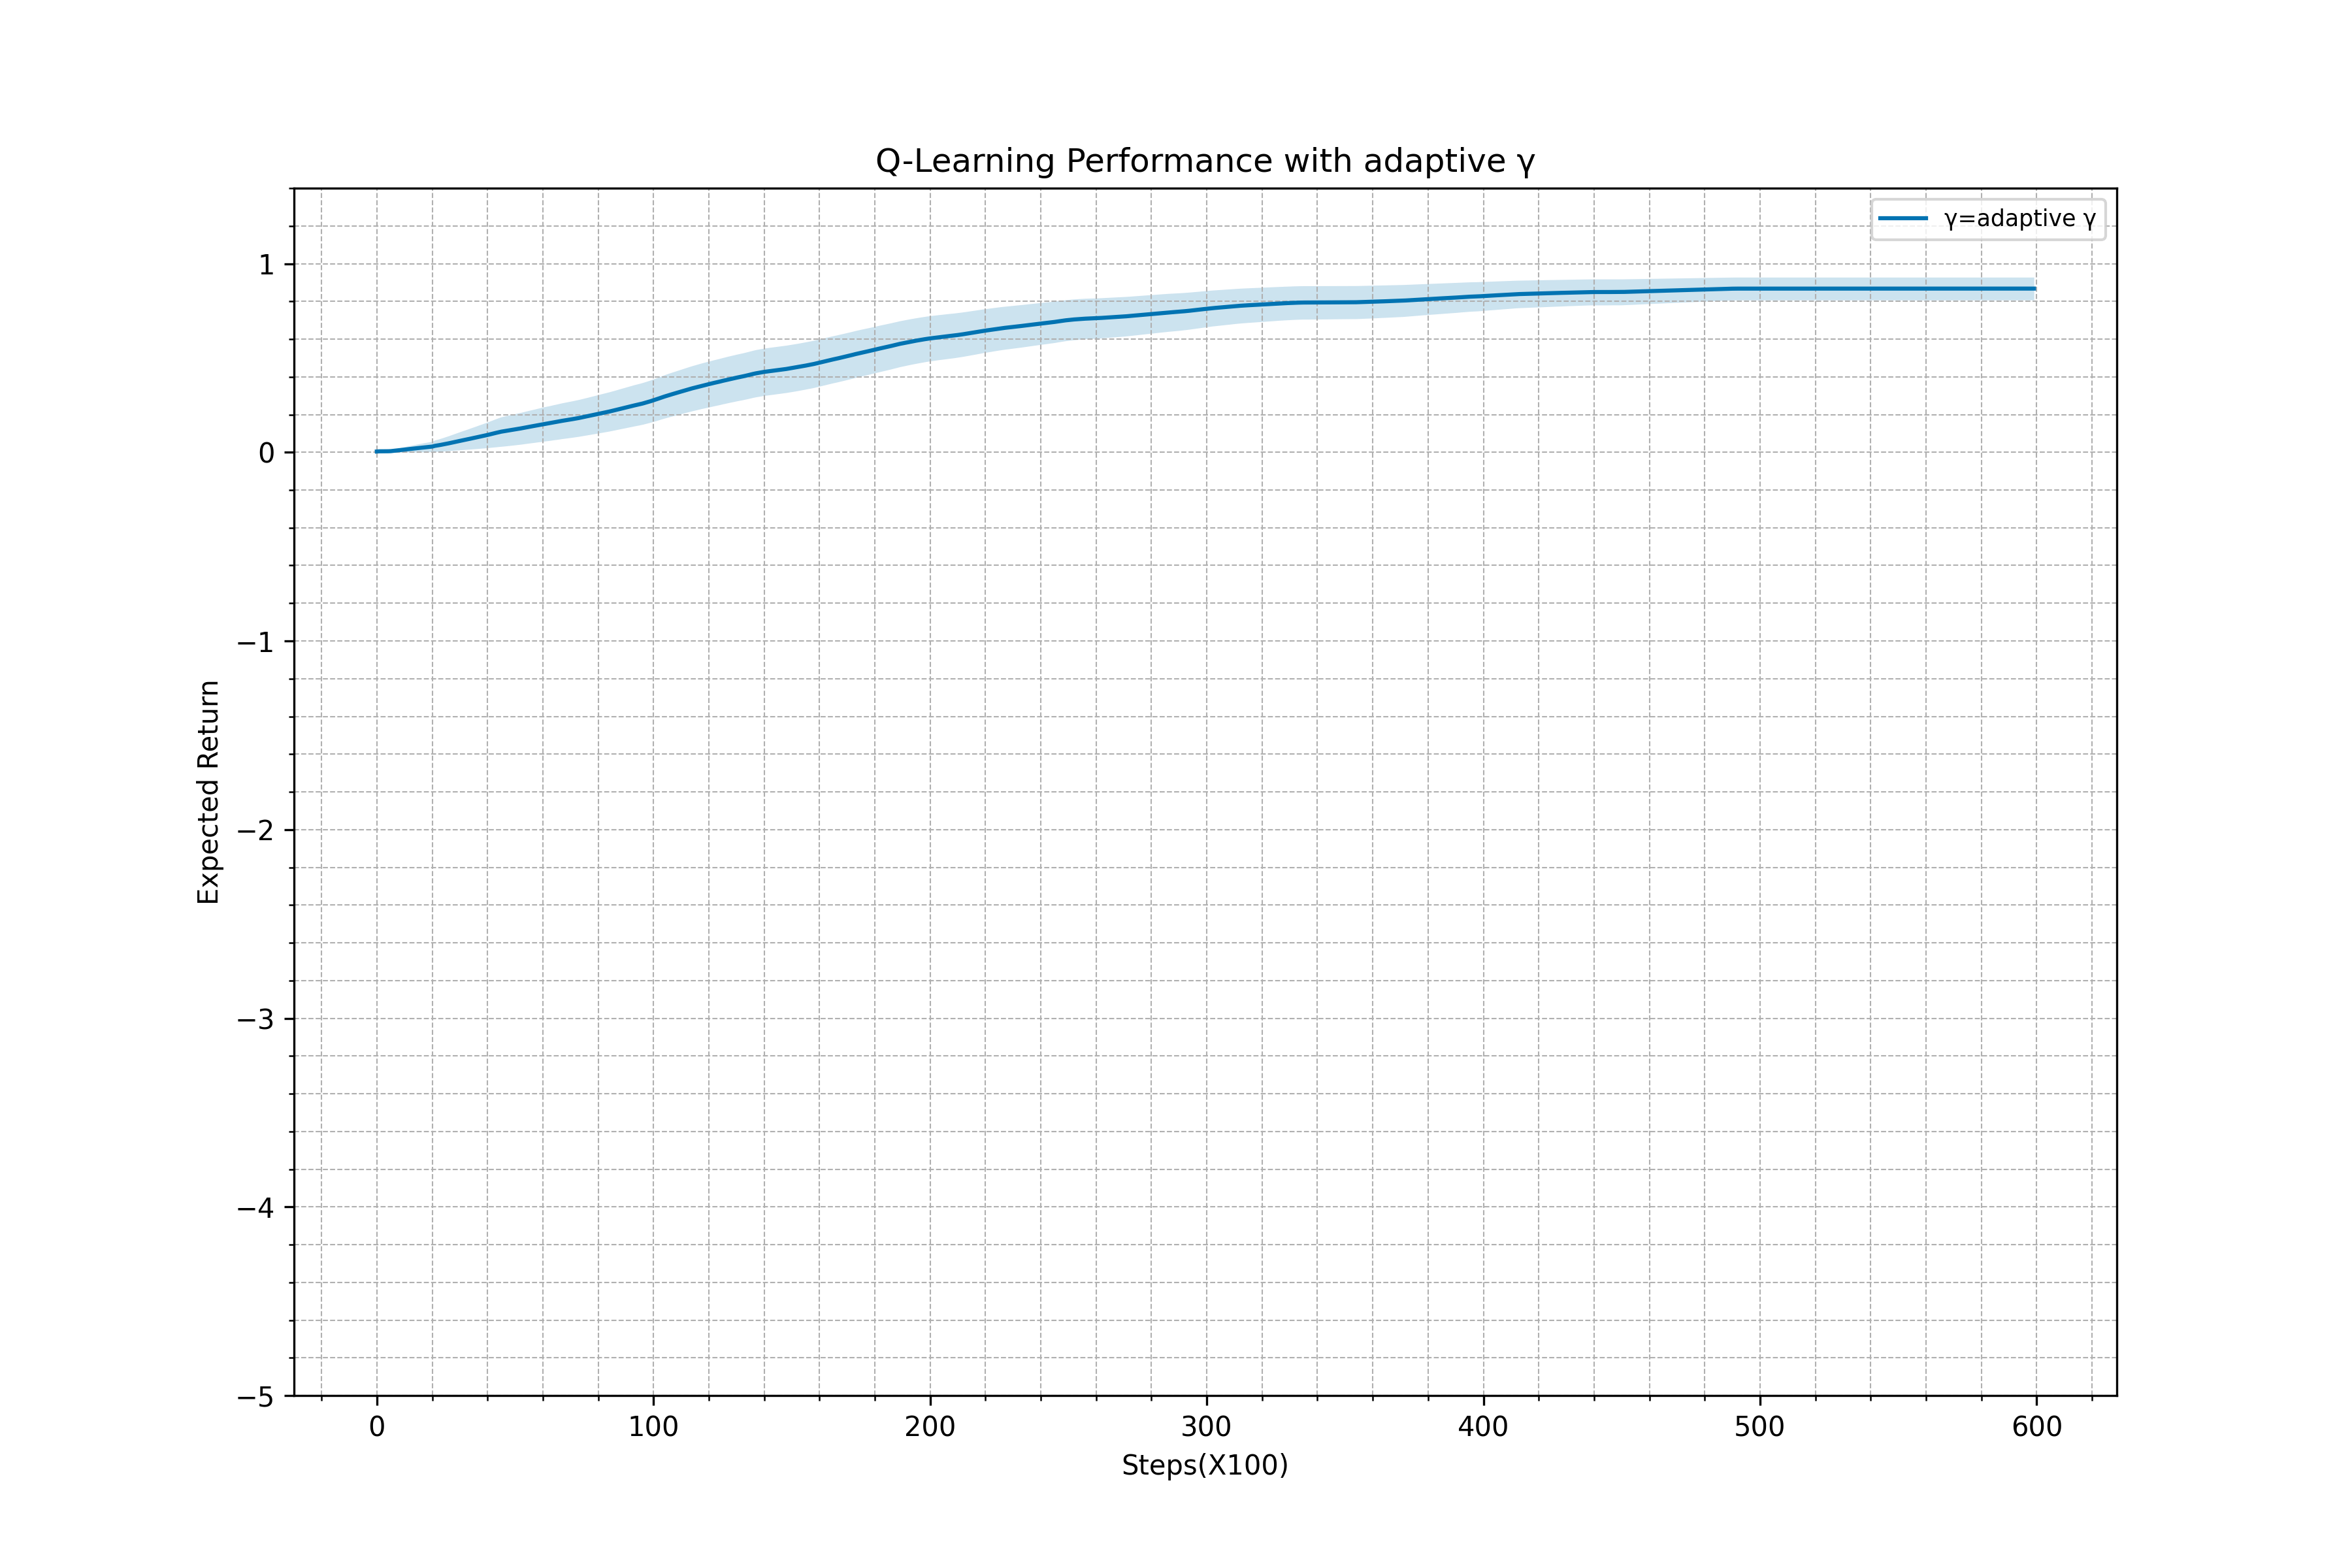 Q-Learning Performance with adaptive γ
γ=adaptive γ
1
0
−1
−2
−3
−4
−5
Expected Return
0 100 200 300 400 500 600
Steps(X100)